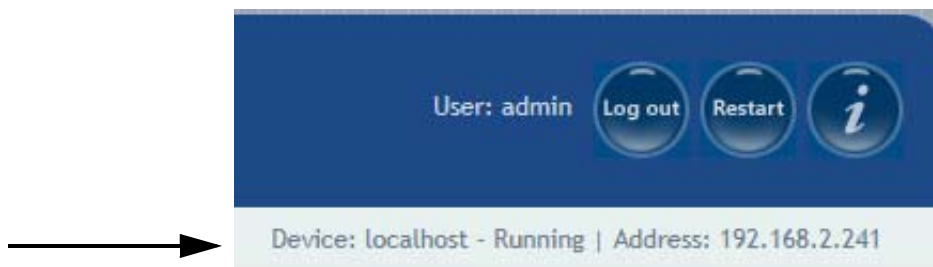 User: admin Log out Restart i
Device: localhost - Running | Address: 192.168.2.241